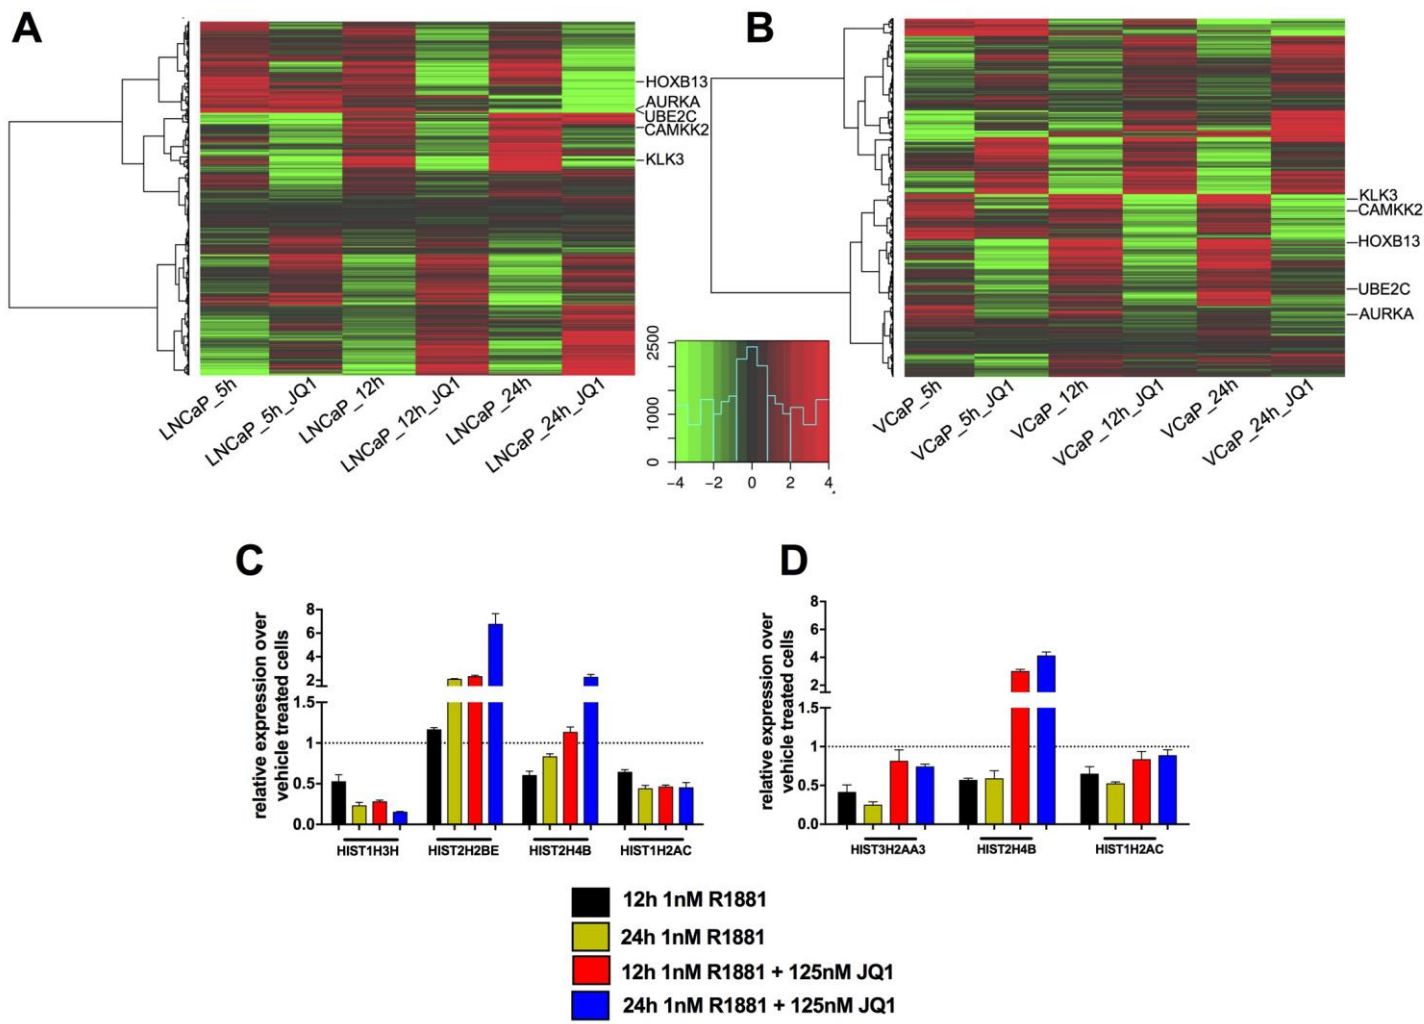 A
B
HOXB13
AURKA
UBE2C
CAMKK2
KLK3
KLK3
CAMKK2
HOXB13
UBE2C
AURKA
LNCaP_5h
LNCaP_5h_JQ1
LNCaP_12h
LNCaP_12h_JQ1
LNCaP_24h
LNCaP_24h_JQ1
2500
1000
0
−4 −2 0 2 4
VCaP_5h
VCaP_5h_JQ1
VCaP_12h
VCaP_12h_JQ1
VCaP_24h
VCaP_24h_JQ1
C
relative expression over
vehicle treated cells
8
6
4
2
1.5
1
0.5
0.0
HIST1H3H HIST2H2BE HIST2H4B HIST1H2AC
D
relative expression over
vehicle treated cells
8
6
4
2
1.5
1
0.5
0.0
HIST3H2AA3 HIST2H4B HIST1H2AC
12h 1nM R1881
24h 1nM R1881
12h 1nM R1881 + 125nM JQ1
24h 1nM R1881 + 125nM JQ1